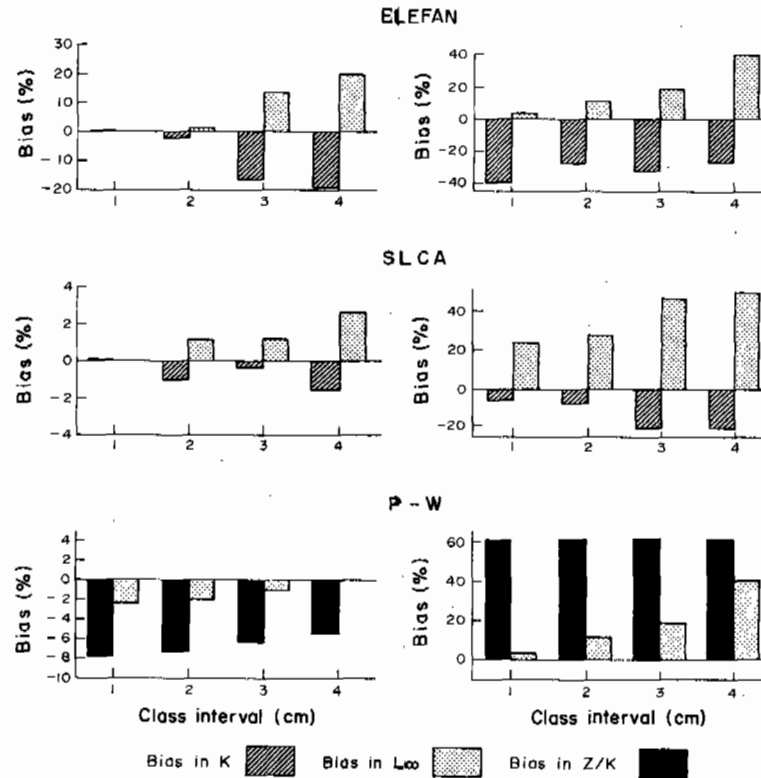 ELEFAN
Bias (%)
30
20
10
0
-10
-20
1 2 3 4
Bias (%)
40
20
0
-20
-40
1 2 3 4
SLCA
Bias (%)
4
2
0
-2
-4
1 2 3 4
Bias (%)
40
20
0
-20
1 2 3 4
P-W
Bias (%)
4
2
0
-2
-4
-6
-8
-10
1 2 3 4
Class interval (cm)
Bias (%)
60
40
20
0
1 2 3 4
Class interval (cm)
Bias in K Bias in L∞ Bias in Z/K